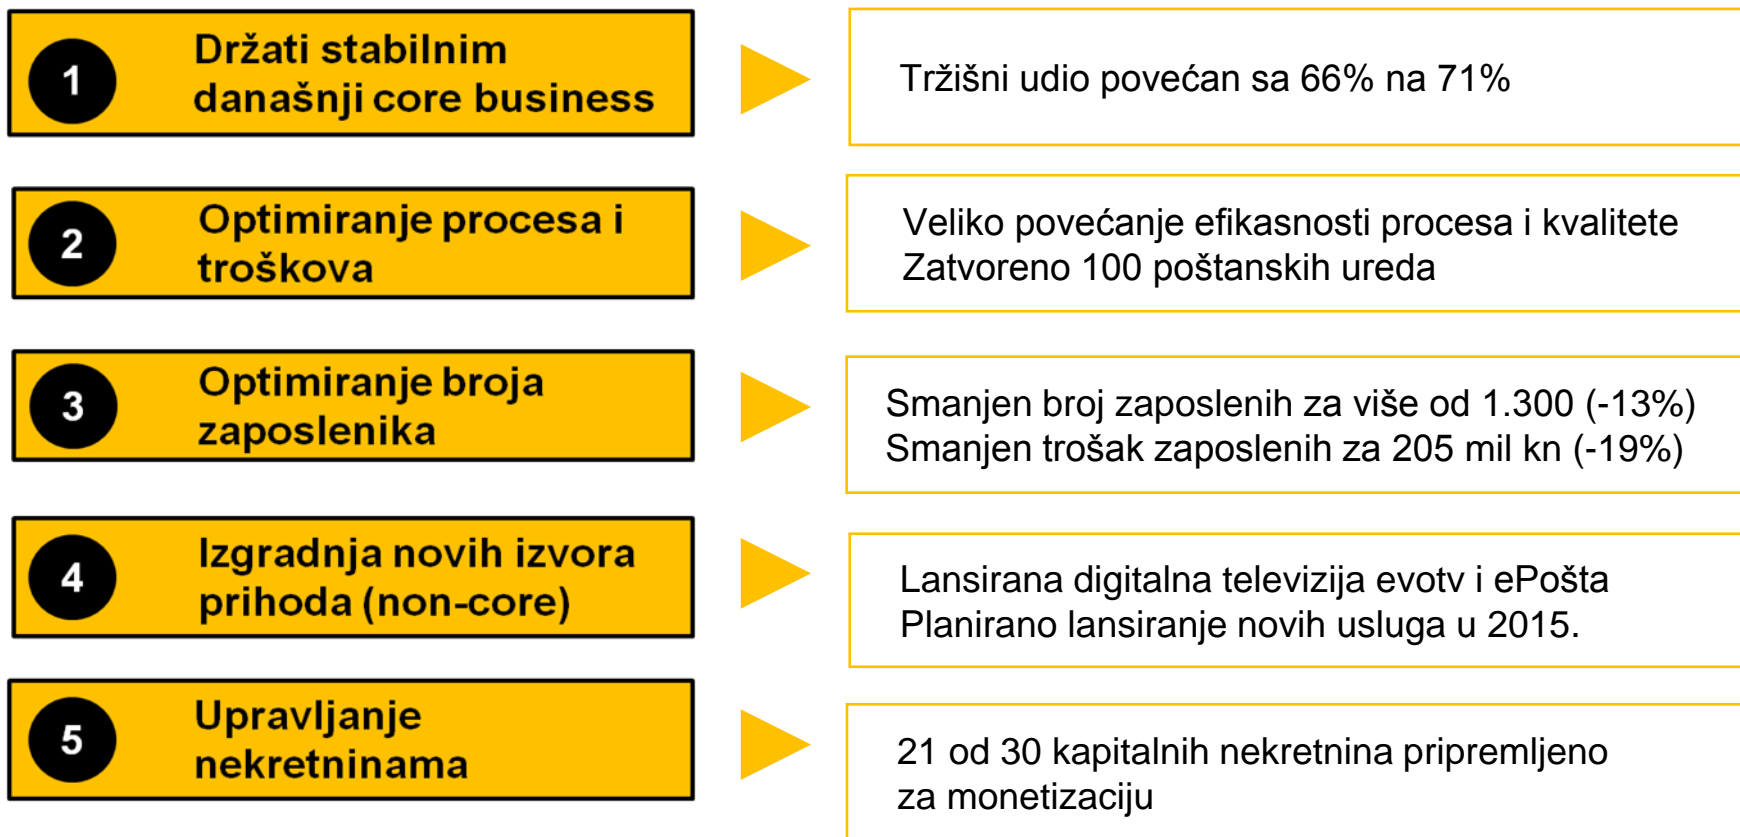 1
Držati stabilnim
današnji core business
Tržišni udio povećan sa 66% na 71%
2
Optimiranje procesa i
troškova
Veliko povećanje efikasnosti procesa i kvalitete
Zatvoreno 100 poštanskih ureda
3
Optimiranje broja
zaposlenika
Smanjen broj zaposlenih za više od 1.300 (-13%)
Smanjen trošak zaposlenih za 205 mil kn (-19%)
4
Izgradnja novih izvora
prihoda (non-core)
Lansirana digitalna televizija evotv i ePošta
Planirano lansiranje novih usluga u 2015.
5
Upravljanje
nekretninama
21 od 30 kapitalnih nekretnina pripremljeno
za monetizaciju